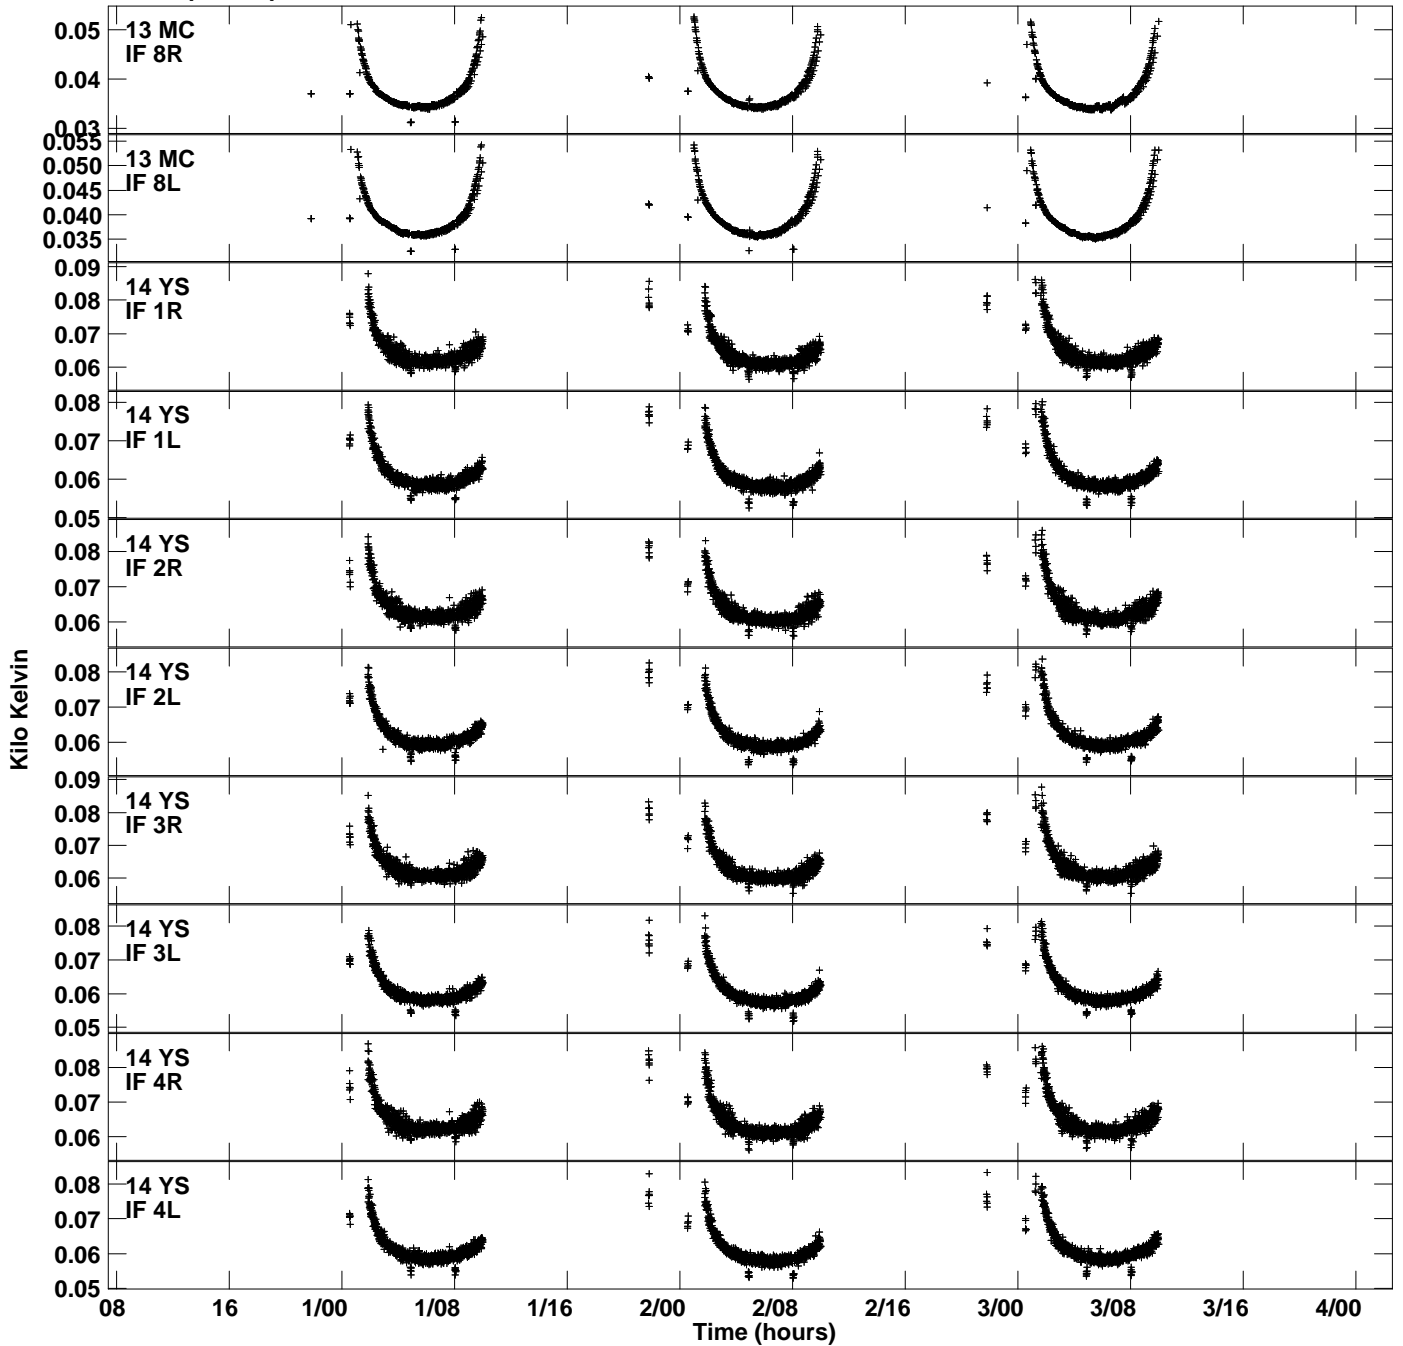 13 MC
IF 8R
0.05
0.04
0.03
13 MC
IF 8L
0.055
0.050
0.045
0.040
0.035
14 YS
IF 1R
0.09
0.08
0.07
0.06
14 YS
IF 1L
0.08
0.07
0.06
0.05
14 YS
IF 2R
0.08
0.07
0.06
14 YS
IF 2L
0.08
0.07
0.06
14 YS
IF 3R
0.09
0.08
0.07
0.06
14 YS
IF 3L
0.08
0.07
0.06
0.05
14 YS
IF 4R
0.08
0.07
0.06
14 YS
IF 4L
0.08
0.07
0.06
0.05
Kilo Kelvin
08 16 1/00 1/08 1/16 2/00 2/08 2/16 3/00 3/08 3/16 4/00
Time (hours)